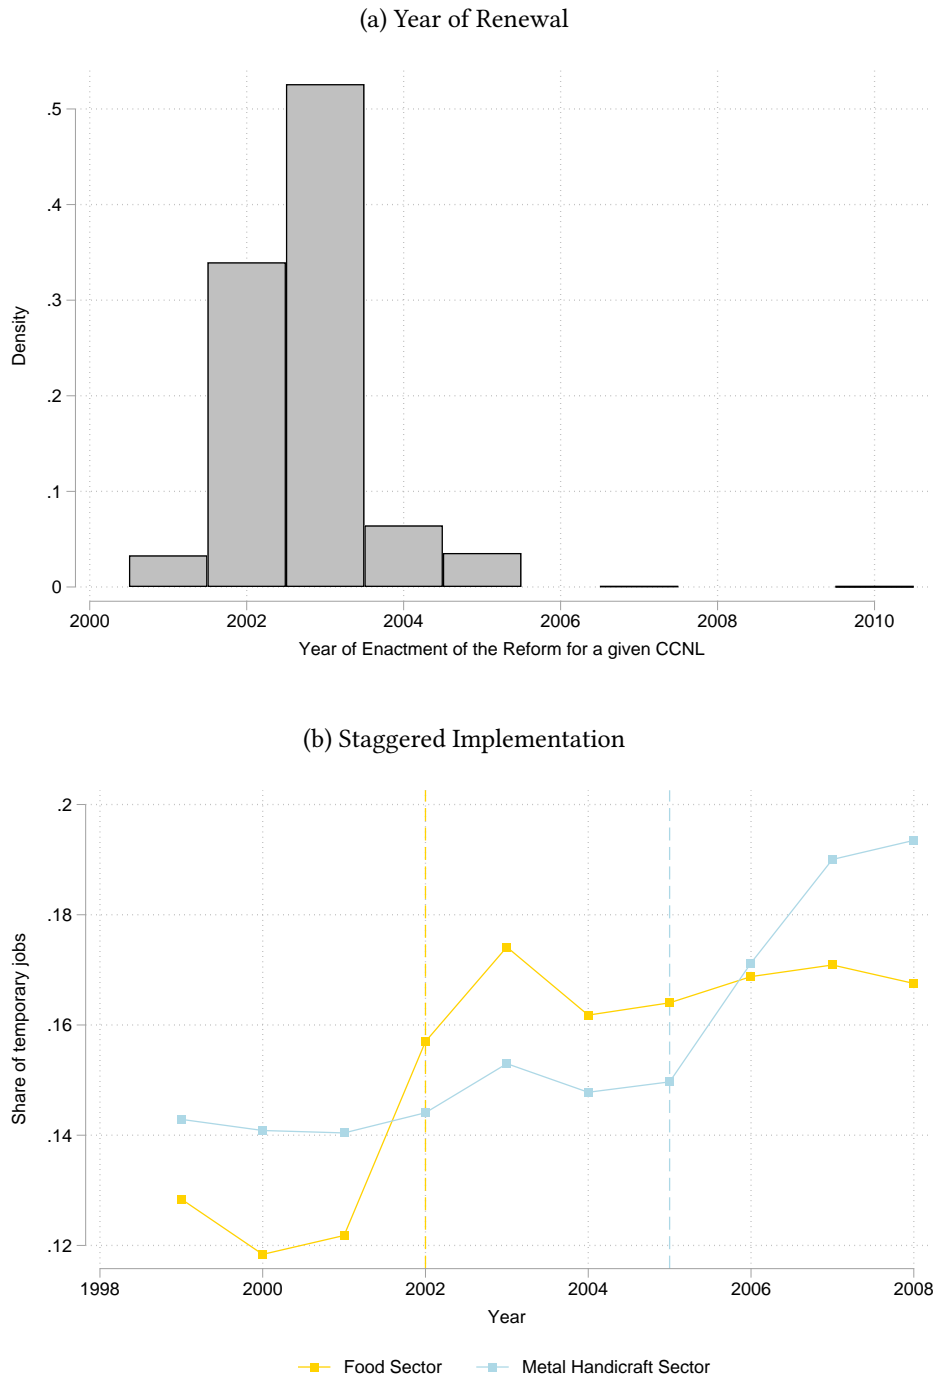 (a) Year of Renewal
.5
.4
.3
.2
.1
0
Density
2000 2002 2004 2006 2008 2010
Year of Enactment of the Reform for a given CCNL
(b) Staggered Implementation
.2
.18
.16
.14
.12
Share of temporary jobs
1998 2000 2002 2004 2006 2008
Year
Food Sector Metal Handicraft Sector